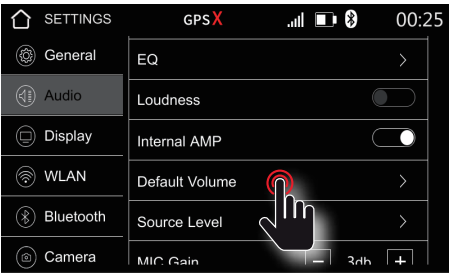 SETTINGS GPSX 00:25
General
Audio
Display
WLAN
Bluetooth
Camera
EQ >
Loudness
Internal AMP
Default Volume >
Source Level >
MIC Gain − 3db +